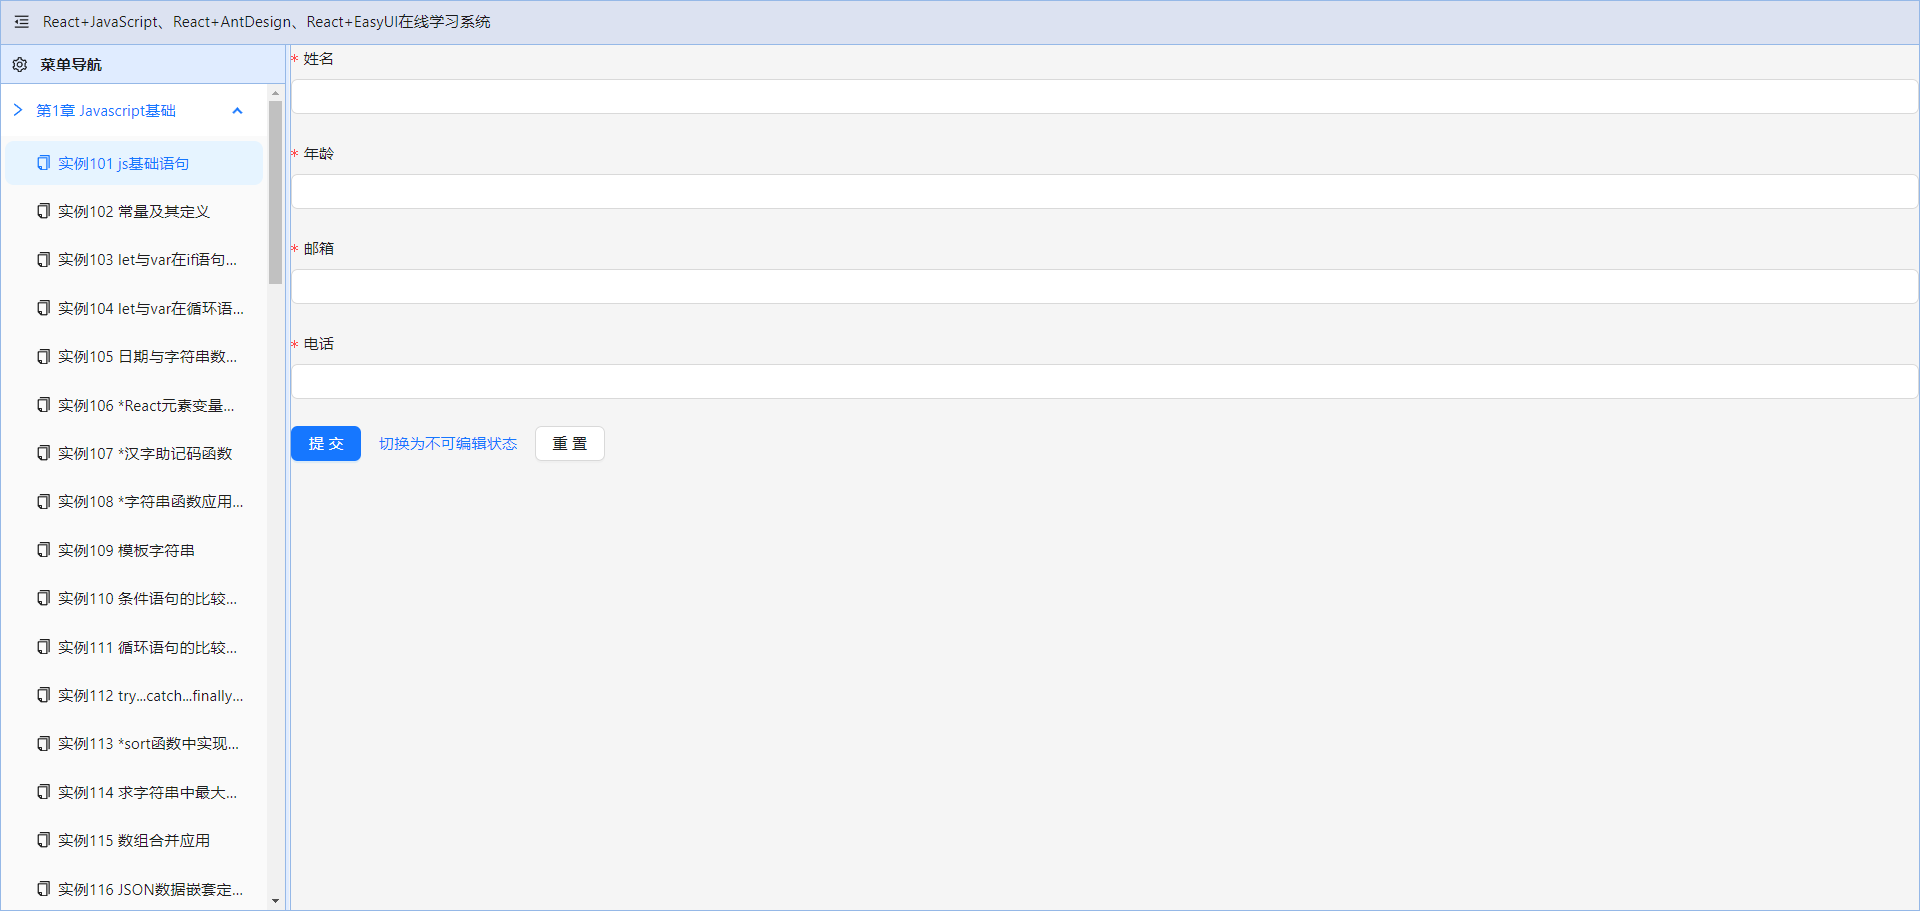 React+JavaScript、React+AntDesign、React+EasyUI在线学习系统
菜单导航
第1章 Javascript基础
实例101 js基础语句
实例102 常量及其定义
实例103 let与var在if语句...
实例104 let与var在循环语...
实例105 日期与字符串数...
实例106 *React元素变量...
实例107 *汉字助记码函数
实例108 *字符串函数应用...
实例109 模板字符串
实例110 条件语句的比较...
实例111 循环语句的比较...
实例112 try...catch...finally...
实例113 *sort函数中实现...
实例114 求字符串中最大...
实例115 数组合并应用
实例116 JSON数据嵌套定...
* 姓名
* 年龄
* 邮箱
* 电话
提 交 切换为不可编辑状态 重 置